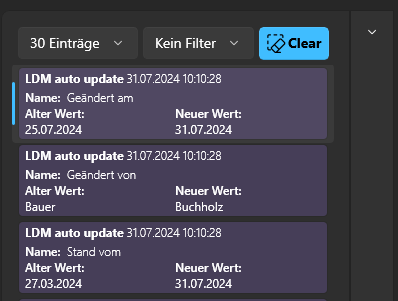 30 Einträge Kein Filter Clear
LDM auto update 31.07.2024 10:10:28
Name: Geändert am
Alter Wert: Neuer Wert:
25.07.2024 31.07.2024
LDM auto update 31.07.2024 10:10:28
Name: Geändert von
Alter Wert: Neuer Wert:
Bauer Buchholz
LDM auto update 31.07.2024 10:10:28
Name: Stand vom
Alter Wert: Neuer Wert:
27.03.2024 31.07.2024